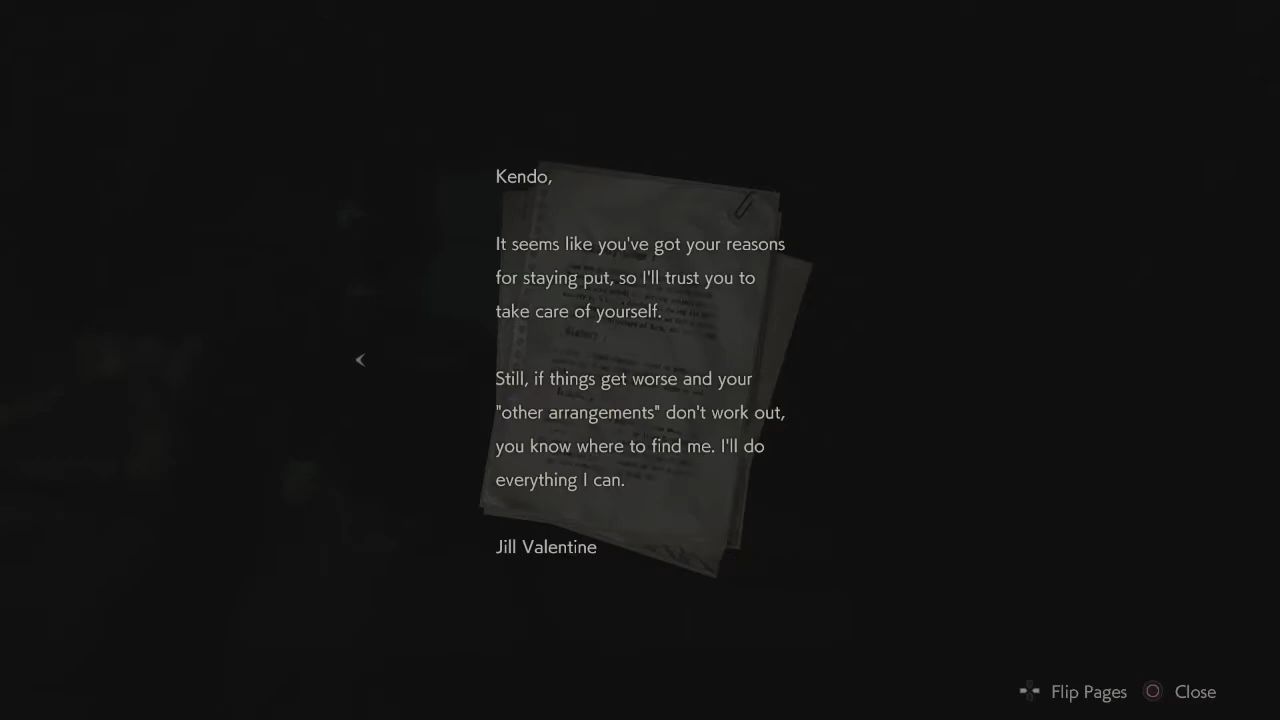 Kendo,
It seems like you've got your reasons
for staying put, so I'll trust you to
take care of yourself.
Still, if things get worse and your
"other arrangements" don't work out,
you know where to find me. I'll do
everything I can.
Jill Valentine
Flip Pages
Close